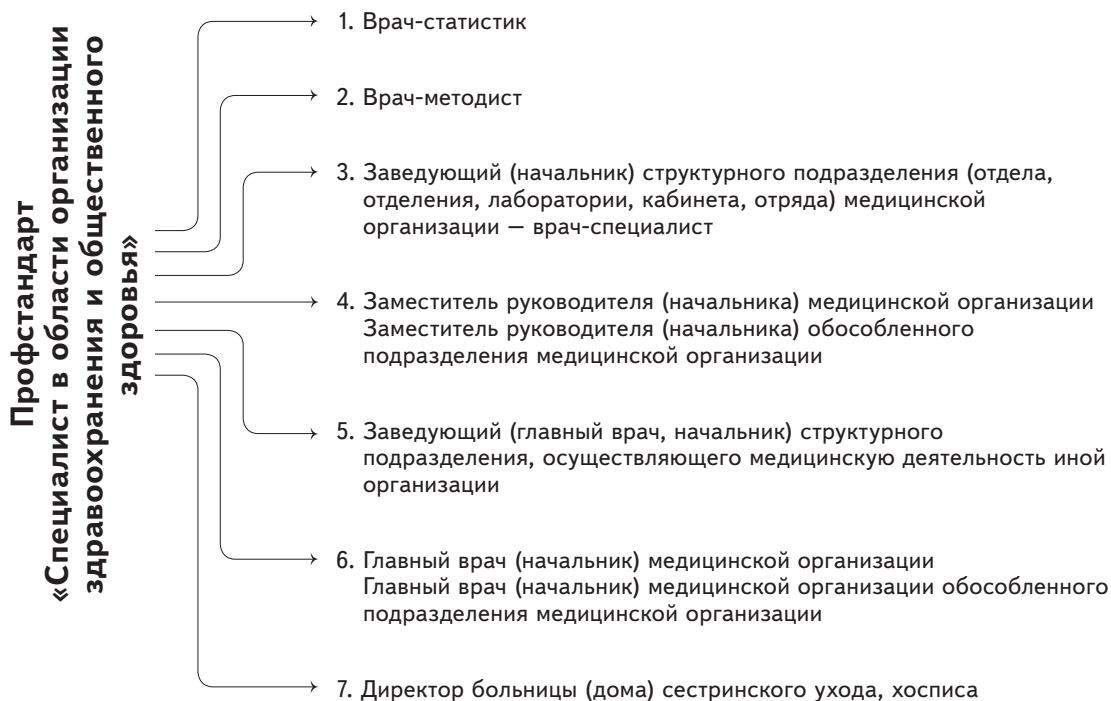 Профстандарт
«Специалист в области организации
здравоохранения и общественного
здоровья»
1. Врач-статистик
2. Врач-методист
3. Заведующий (начальник) структурного подразделения (отдела,
отделения, лаборатории, кабинета, отряда) медицинской
организации — врач-специалист
4. Заместитель руководителя (начальника) медицинской организации
Заместитель руководителя (начальника) обособленного
подразделения медицинской организации
5. Заведующий (главный врач, начальник) структурного
подразделения, осуществляющего медицинскую деятельность иной
организации
6. Главный врач (начальник) медицинской организации
Главный врач (начальник) медицинской организации обособленного
подразделения медицинской организации
7. Директор больницы (дома) сестринского ухода, хосписа